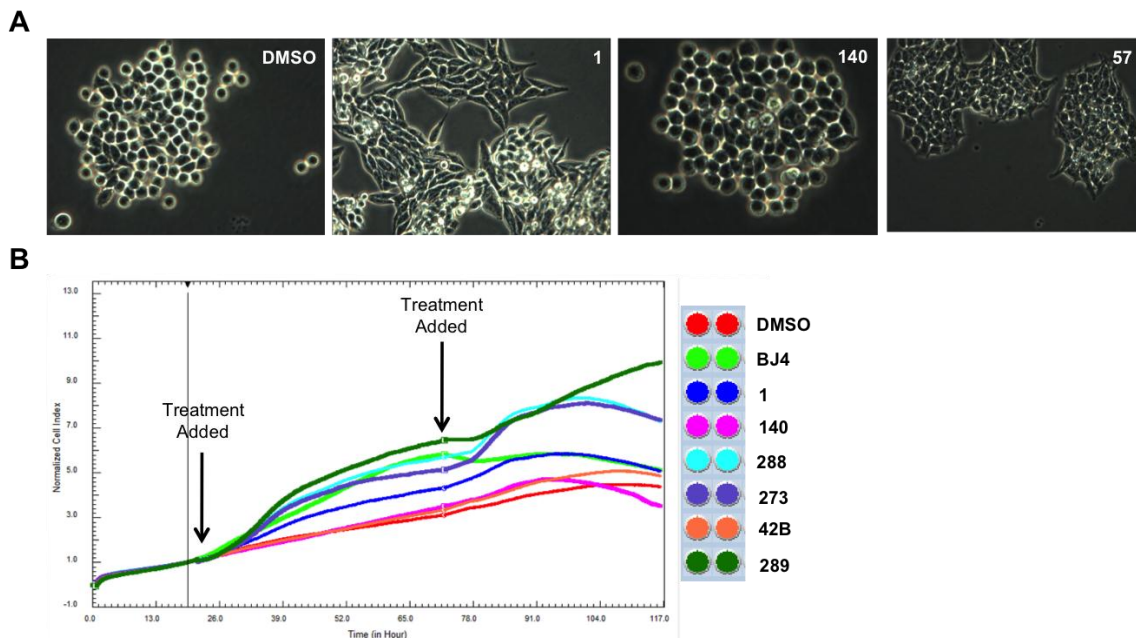 A
DMSO
1
140
57
B
Treatment
Added
Treatment
Added
Normalized Cell Index
13.0
11.0
9.0
7.0
5.0
3.0
1.0
-1.0
0.0
13.0
26.0
39.0
52.0
65.0
78.0
91.0
104.0
117.0
Time (in Hour)
DMSO
BJ4
1
140
288
273
42B
289